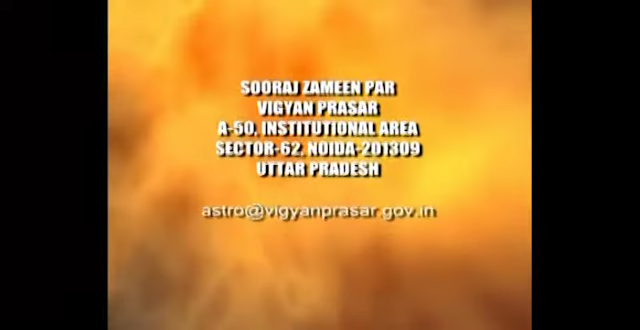 SOORAJ ZAMEEN PAR
VIGYAN PRASAR
A-50, INSTITUTIONAL AREA
SECTOR-62, NOIDA-201309
UTTAR PRADESH
astro@vigyanprasar.gov.in